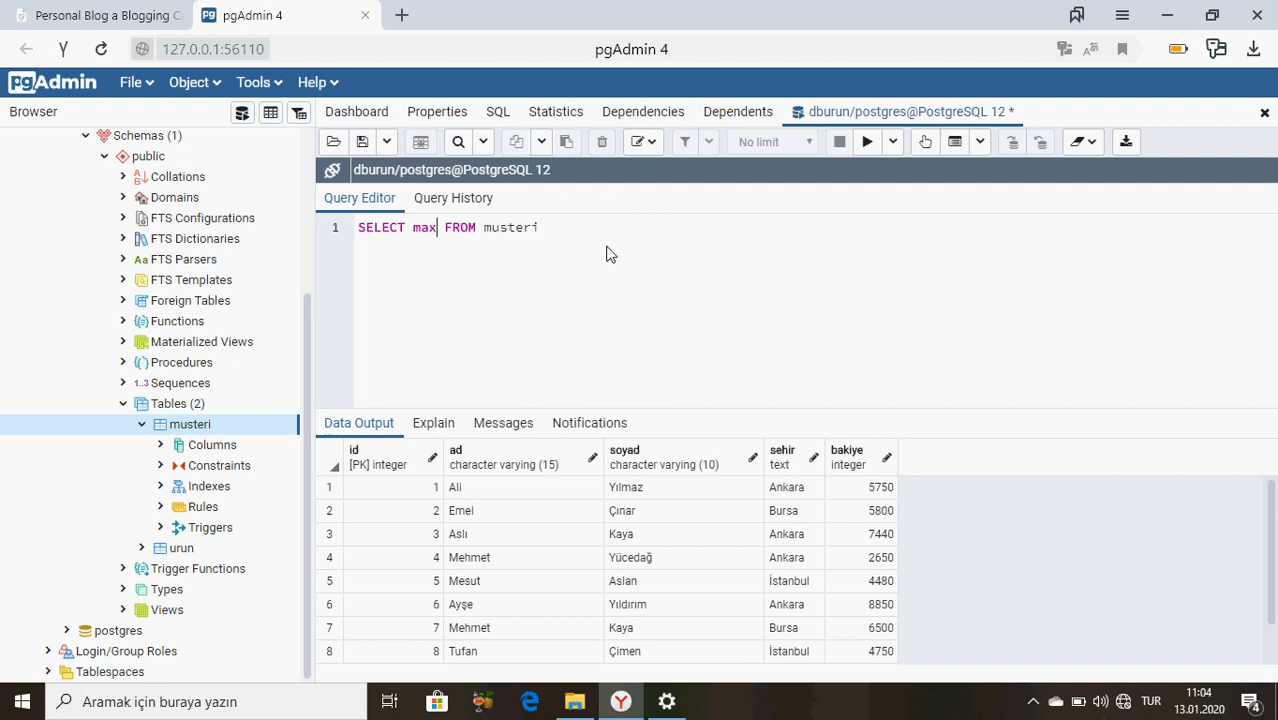 Personal Blog a Blogging Ca
pgAdmin 4
127.0.0.1:56110
pgAdmin 4
pgAdmin
File
Object
Tools
Help
Browser
Dashboard
Properties
SQL
Statistics
Dependencies
Dependents
dburun/postgres@PostgreSQL 12 *
No limit
dburun/postgres@PostgreSQL 12
Query Editor
Query History
1 SELECT max FROM musteri
Schemas (1)
public
Collations
Domains
FTS Configurations
FTS Dictionaries
Aa FTS Parsers
FTS Templates
Foreign Tables
Functions
Materialized Views
Procedures
1..3 Sequences
Tables (2)
musteri
Columns
Constraints
Indexes
Rules
Triggers
urun
Trigger Functions
Types
Views
postgres
Login/Group Roles
Tablespaces
Data Output
Explain
Messages
Notifications
id ad soyad sehir bakiye
[PK] integer character varying (15) character varying (10) text integer
1 1 Ali Yılmaz Ankara 5750
2 2 Emel Çınar Bursa 5800
3 3 Aslı Kaya Ankara 7440
4 4 Mehmet Yücedağ Ankara 2650
5 5 Mesut Aslan İstanbul 4480
6 6 Ayşe Yıldırım Ankara 8850
7 7 Mehmet Kaya Bursa 6500
8 8 Tufan Çimen İstanbul 4750
Aramak için buraya yazın
TUR
11:04
13.01.2020
4